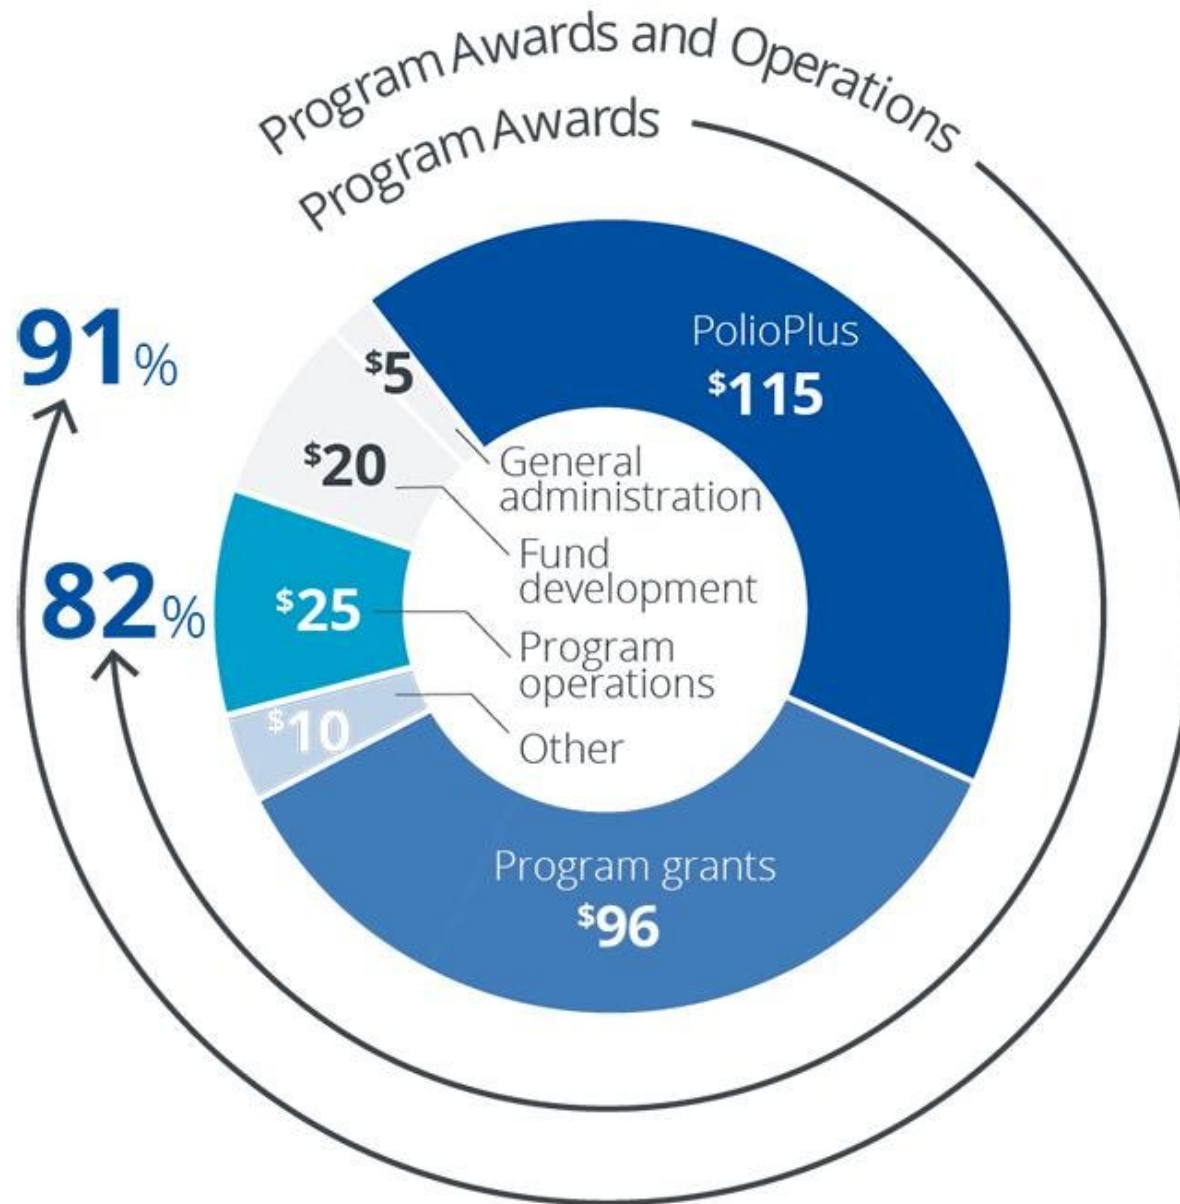 Program Awards and Operations
Program Awards
91%
82%
PolioPlus
$115
$5
General
administration
$20
Fund
development
$25
Program
operations
$10
Other
Program grants
$96